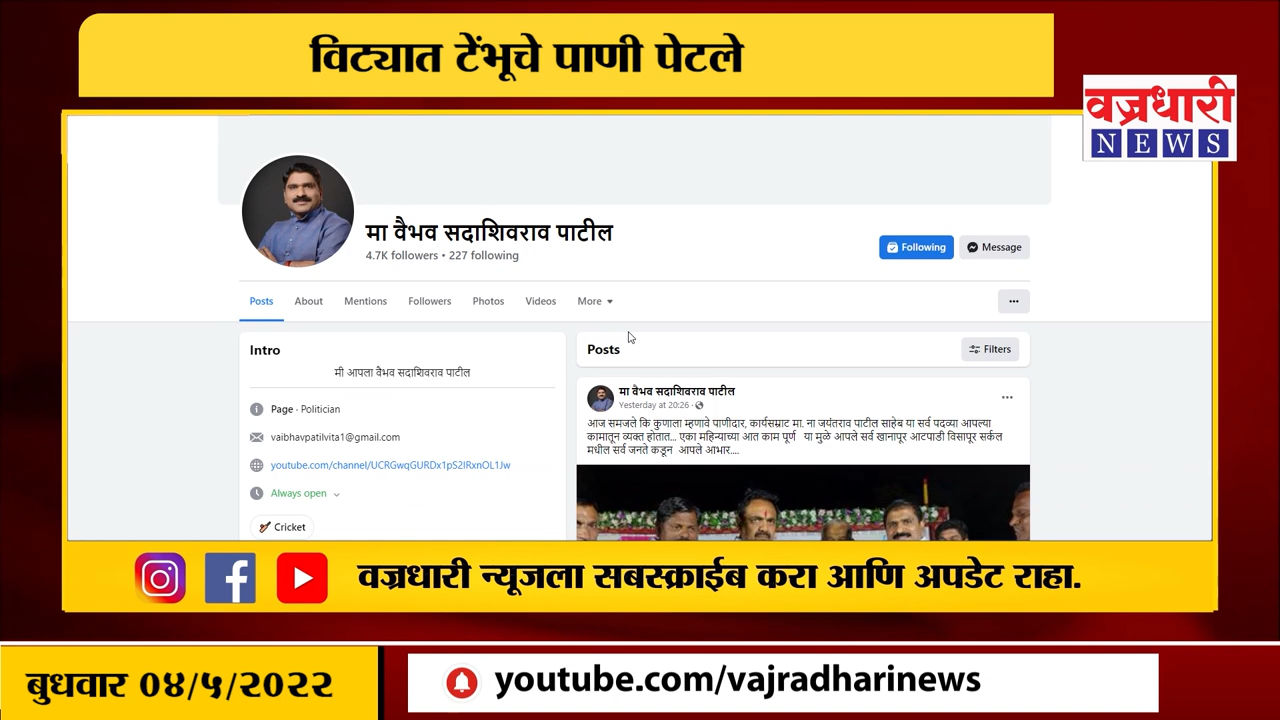 विट्यात टेंभूचे पाणी पेटले
वज्रधारी
NEWS
मा वैभव सदाशिवराव पाटील
4.7K followers • 227 following
Following
Message
Posts About Mentions Followers Photos Videos More
Intro
मी आपला वैभव सदाशिवराव पाटील
Page · Politician
vaibhavpatilvita1@gmail.com
youtube.com/channel/UCRGwqGURDx1pS2lRxnOL1Jw
Always open
Cricket
Posts
Filters
मा वैभव सदाशिवराव पाटील
Yesterday at 20:26 ·
आज समजले कि कुणाला म्हणावे पाणीदार, कार्यसम्राट मा. ना जयंतराव पाटील साहेब या सर्व पदव्या आपल्या
कामातून व्यक्त होतात... एका महिन्याच्या आत काम पूर्ण या मुळे आपले सर्व खानापूर आटपाडी विसापूर सर्कल
मधील सर्व जनते कडून आपले आभार....
वज्रधारी न्यूजला सबस्क्राईब करा आणि अपडेट राहा.
बुधवार ०४/५/२०२२
youtube.com/vajradharinews